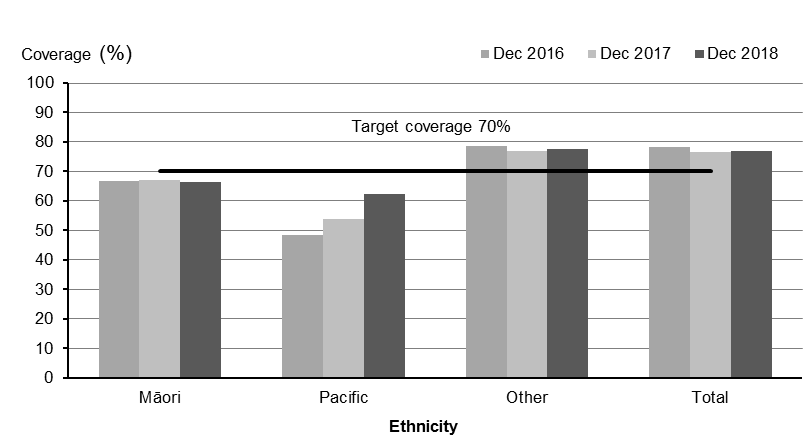 Coverage (%)
Dec 2016 Dec 2017 Dec 2018
100
90
Target coverage 70%
80
70
60
50
40
30
20
10
0
Māori Pacific Other Total
Ethnicity